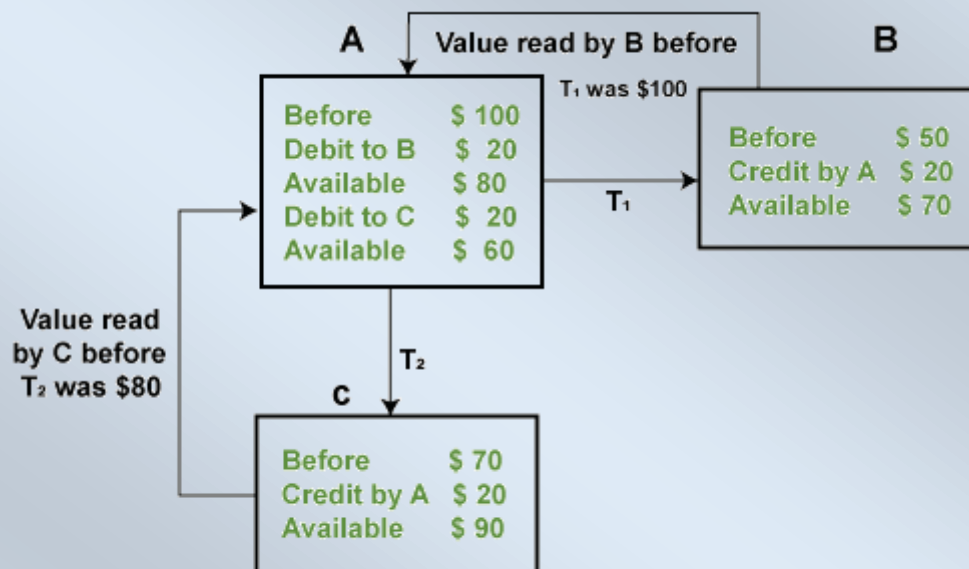 A
Value read by B before
T₁ was $100
B
Before $ 100
Debit to B $ 20
Available $ 80
Debit to C $ 20
Available $ 60
T₁
Before $ 50
Credit by A $ 20
Available $ 70
Value read
by C before
T₂ was $80
T₂
C
Before $ 70
Credit by A $ 20
Available $ 90